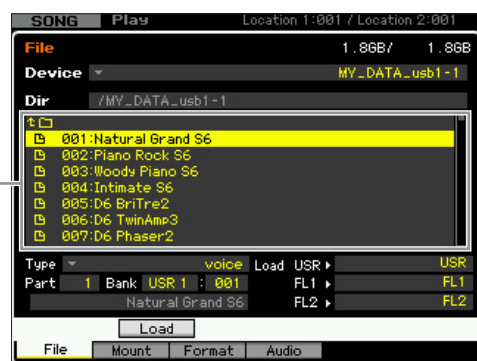 SONG Play Location 1:001 / Location 2:001
File 1.8GB/ 1.8GB
Device MY_DATA_usb1-1
Dir /MY_DATA_usb1-1
001:Natural Grand S6
002:Piano Rock S6
003:Woody Piano S6
004:Intimate S6
005:D6 BriTre2
006:D6 TwinAmp3
007:D6 Phaser2
Type voice Load USR USR
Part 1 Bank USR 1 : 001 FL1 FL1
Natural Grand S6 FL2 FL2
Load
File Mount Format Audio